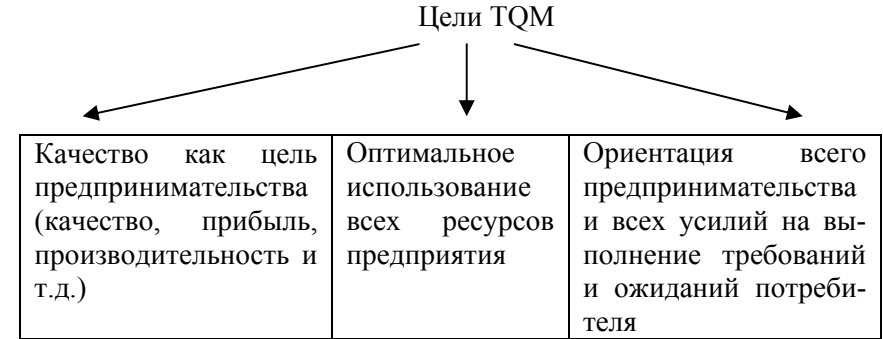 Цели TQM
Качество как цель
предпринимательства
(качество, прибыль,
производительность и
т.д.)
Оптимальное
использование
всех ресурсов
предприятия
Ориентация всего
предпринимательства
и всех усилий на вы-
полнение требований
и ожиданий потреби-
теля